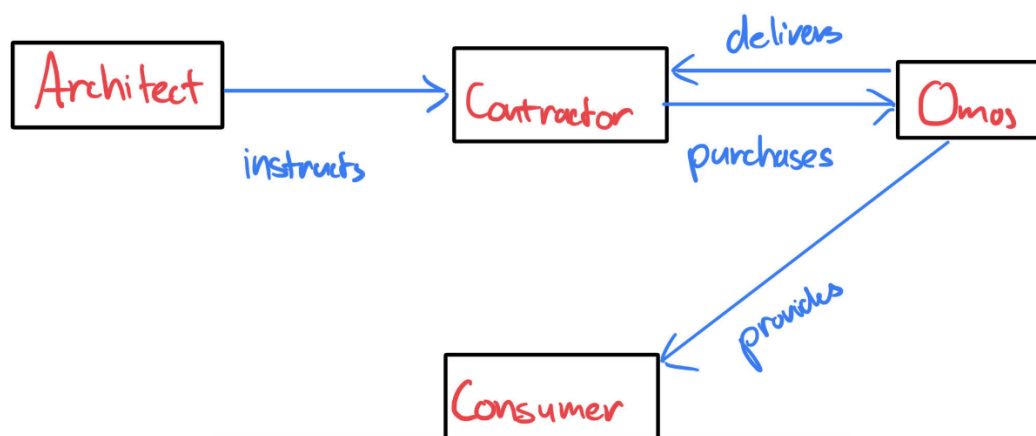 delivers
Architect
Contractor
Omos
instructs
purchases
provides
Consumer